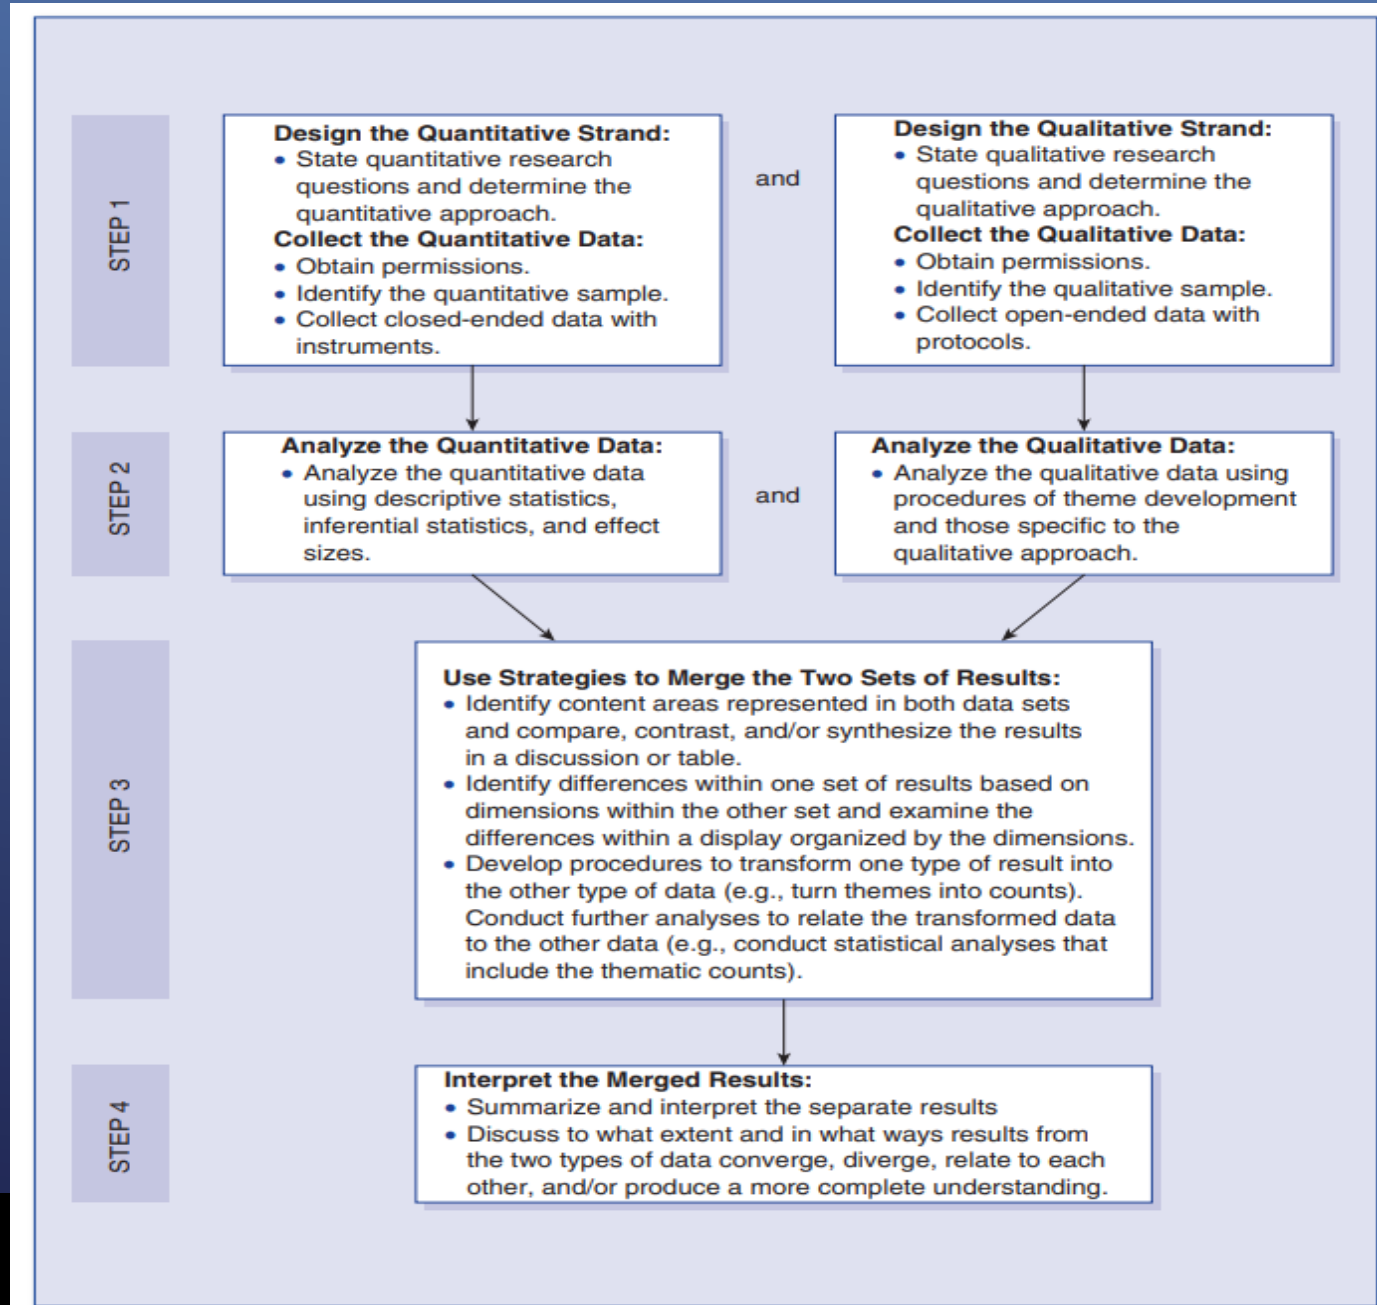 STEP 1
Design the Quantitative Strand:
• State quantitative research
questions and determine the
quantitative approach.
Collect the Quantitative Data:
• Obtain permissions.
• Identify the quantitative sample.
• Collect closed-ended data with
instruments.
and
Design the Qualitative Strand:
• State qualitative research
questions and determine the
qualitative approach.
Collect the Qualitative Data:
• Obtain permissions.
• Identify the qualitative sample.
• Collect open-ended data with
protocols.
STEP 2
Analyze the Quantitative Data:
• Analyze the quantitative data
using descriptive statistics,
inferential statistics, and effect
sizes.
and
Analyze the Qualitative Data:
• Analyze the qualitative data using
procedures of theme development
and those specific to the
qualitative approach.
STEP 3
Use Strategies to Merge the Two Sets of Results:
• Identify content areas represented in both data sets
and compare, contrast, and/or synthesize the results
in a discussion or table.
• Identify differences within one set of results based on
dimensions within the other set and examine the
differences within a display organized by the dimensions.
• Develop procedures to transform one type of result into
the other type of data (e.g., turn themes into counts).
Conduct further analyses to relate the transformed data
to the other data (e.g., conduct statistical analyses that
include the thematic counts).
STEP 4
Interpret the Merged Results:
• Summarize and interpret the separate results
• Discuss to what extent and in what ways results from
the two types of data converge, diverge, relate to each
other, and/or produce a more complete understanding.